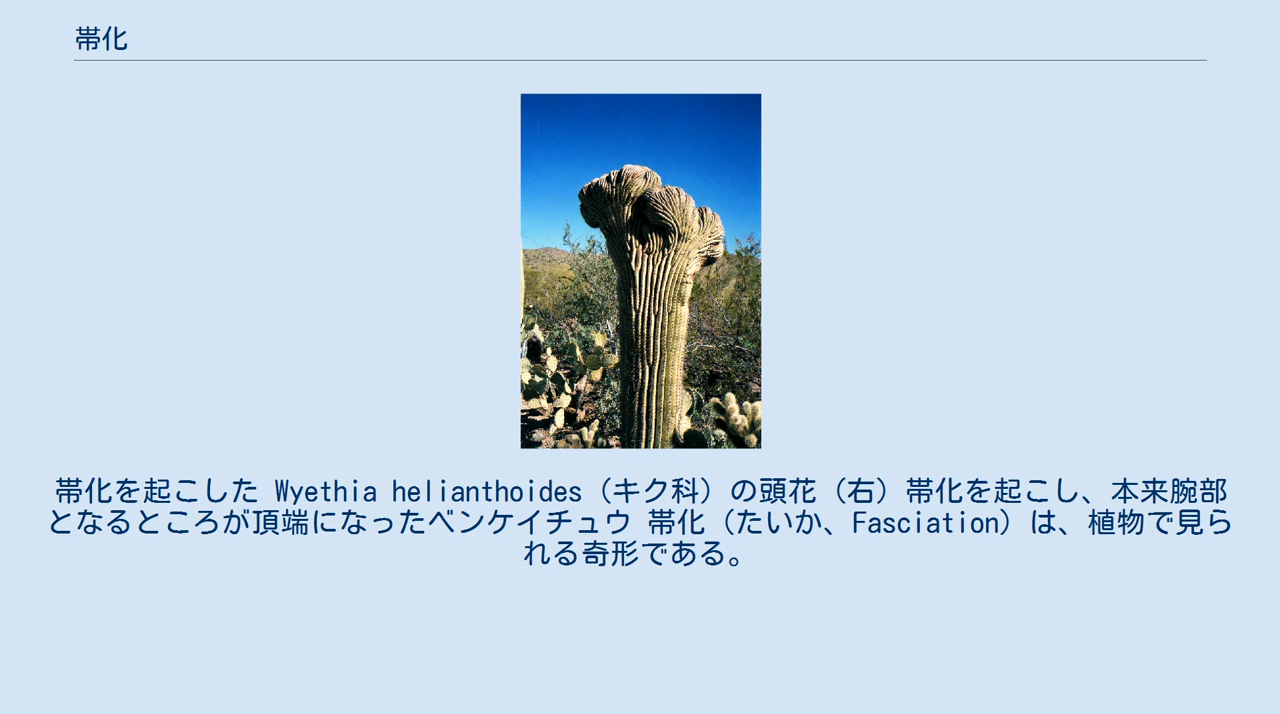 帯化
帯化を起こした Wyethia helianthoides（キク科）の頭花（右）帯化を起こし、本来腕部
となるところが頂端になったベンケイチュウ 帯化（たいか、Fasciation）は、植物で見ら
れる奇形である。